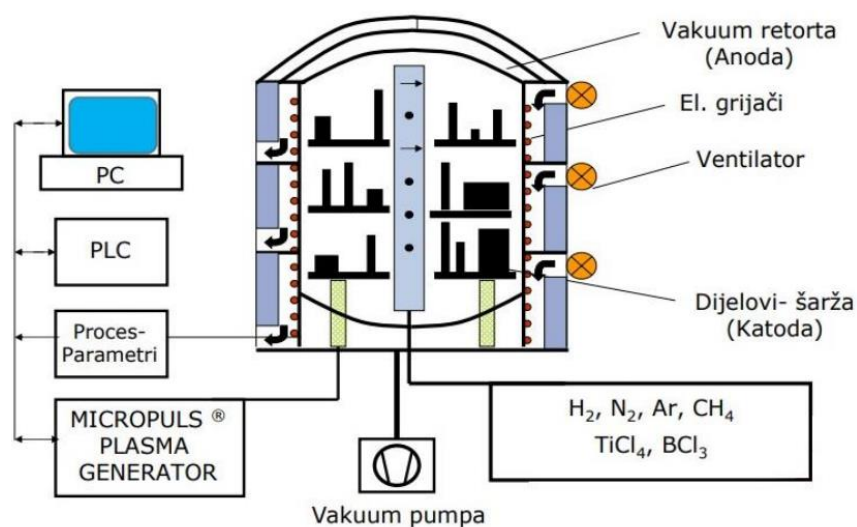 Vakuum retorta
(Anoda)
El. grijači
Ventilator
Dijelovi- šarža
(Katoda)
PC
PLC
Proces-
Parametri
MICROPULS ®
PLASMA
GENERATOR
Vakuum pumpa
H₂, N₂, Ar, CH₄
TiCl₄, BCl₃